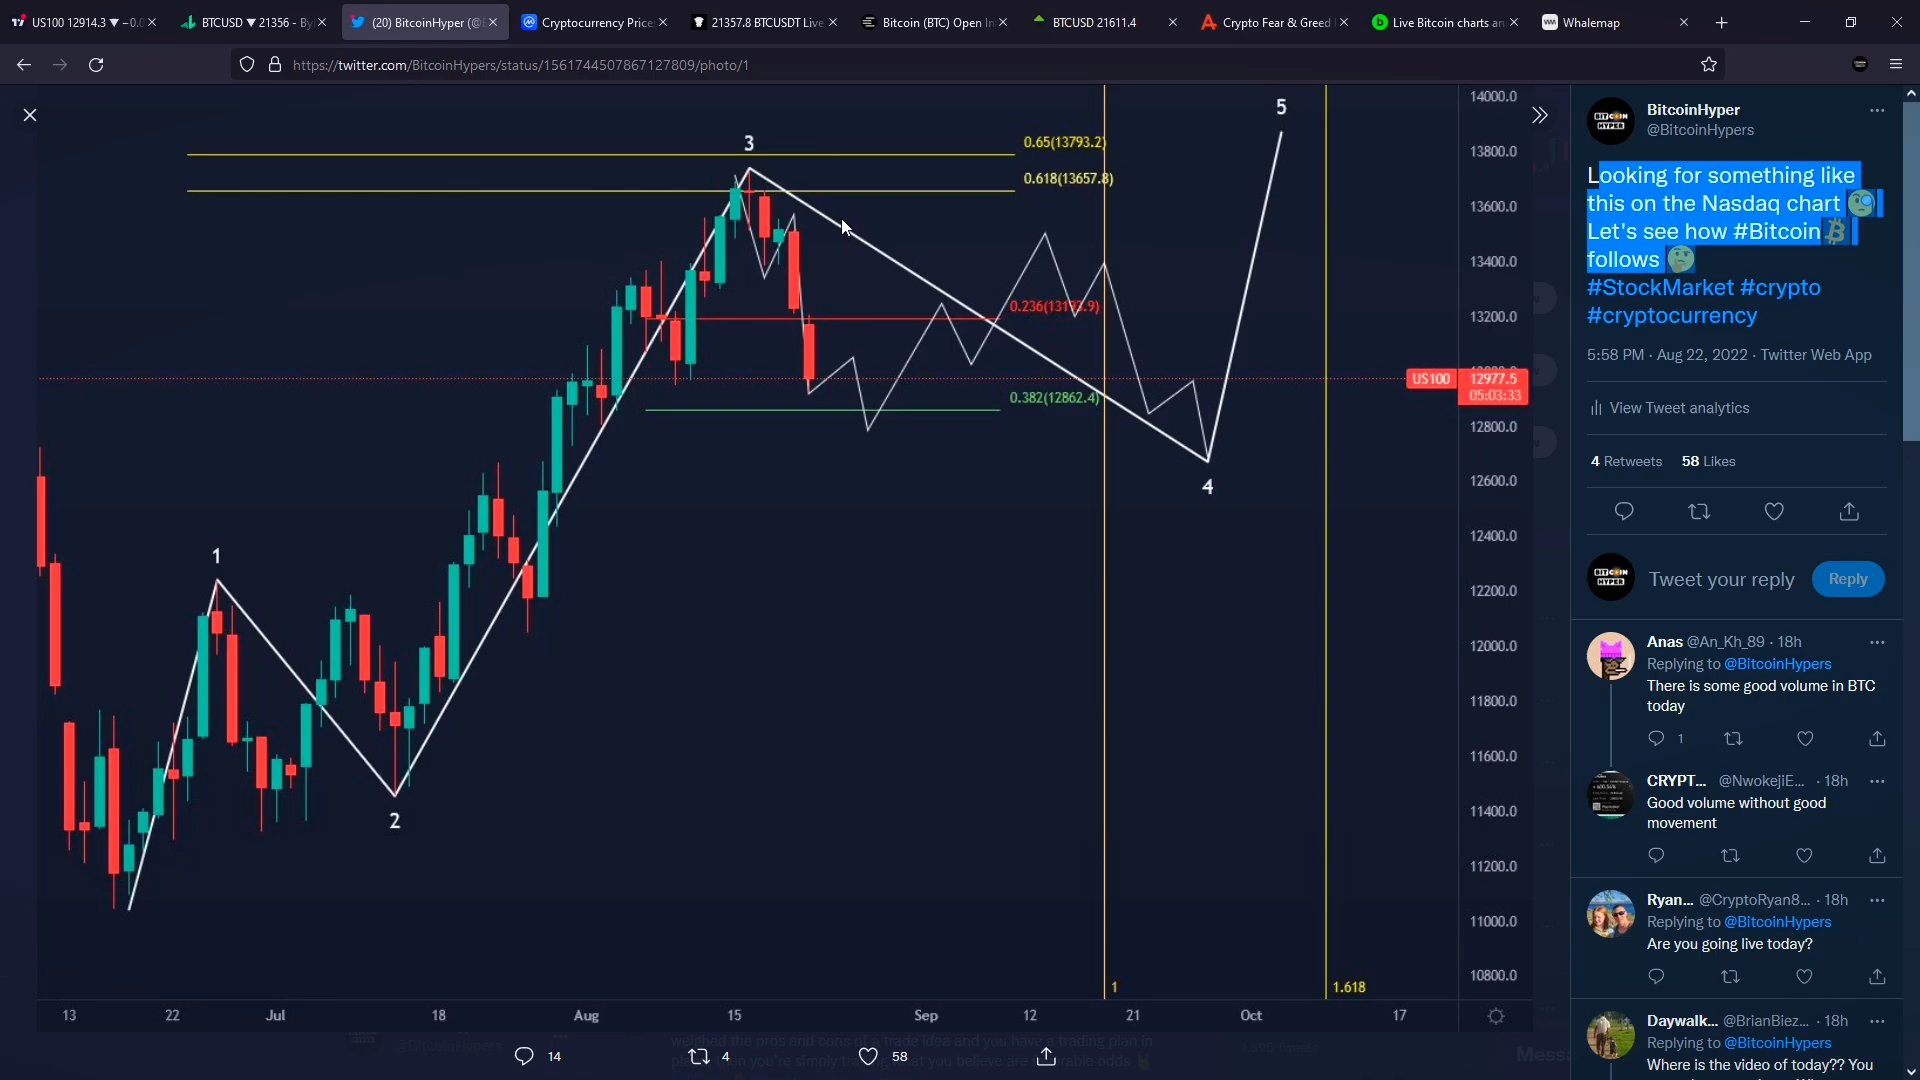 US100 12914.3 ▼ −0.
BTCUSD ▼ 21356 - By
(20) BitcoinHyper (@
Cryptocurrency Price
21357.8 BTCUSDT Live
Bitcoin (BTC) Open In
BTCUSD 21611.4
Crypto Fear & Greed
Live Bitcoin charts an
Whalemap
https://twitter.com/BitcoinHypers/status/1561744507867127809/photo/1
14000.0
13800.0
13600.0
13400.0
13200.0
US100 12977.5
05:03:33
12800.0
12600.0
12400.0
12200.0
12000.0
11800.0
11600.0
11400.0
11200.0
11000.0
10800.0
0.65(13793.2)
0.618(13657.8)
0.382(12862.4)
1
2
3
4
5
1
1.618
13 22 Jul 18 Aug 15 Sep 12 21 Oct 17
14
4
58
BITCOIN
HYPER
BitcoinHyper
@BitcoinHypers
Looking for something like
this on the Nasdaq chart 🧐
Let's see how #Bitcoin
follows 🤔
#StockMarket #crypto
#cryptocurrency
5:58 PM · Aug 22, 2022 · Twitter Web App
View Tweet analytics
4 Retweets 58 Likes
BITCOIN
HYPER
Tweet your reply
Reply
Anas @An_Kh_89 · 18h
Replying to @BitcoinHypers
There is some good volume in BTC
today
1
CRYPT... @NwokejiE... · 18h
Good volume without good
movement
Ryan... @CryptoRyan8... · 18h
Replying to @BitcoinHypers
Are you going live today?
Daywalk... @BrianBiez... · 18h
Replying to @BitcoinHypers
Where is the video of today?? You